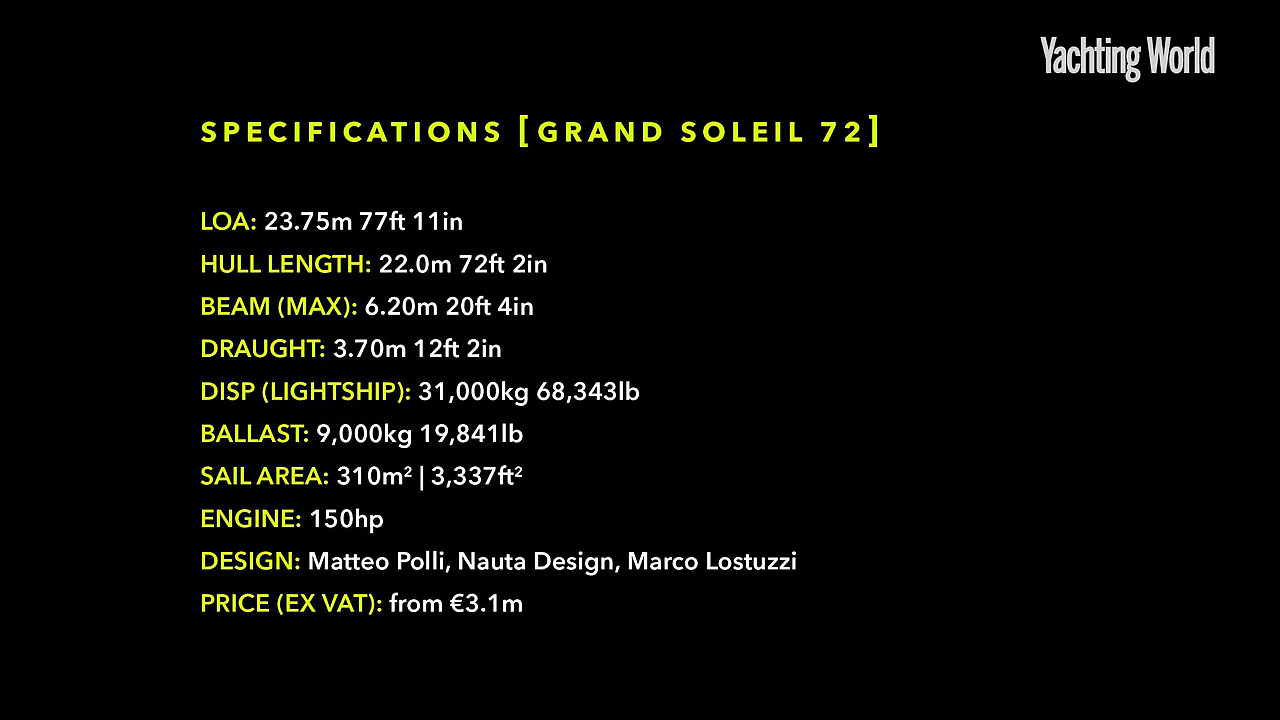 Yachting World
SPECIFICATIONS [GRAND SOLEIL 72]
LOA: 23.75m 77ft 11in
HULL LENGTH: 22.0m 72ft 2in
BEAM (MAX): 6.20m 20ft 4in
DRAUGHT: 3.70m 12ft 2in
DISP (LIGHTSHIP): 31,000kg 68,343lb
BALLAST: 9,000kg 19,841lb
SAIL AREA: 310m² | 3,337ft²
ENGINE: 150hp
DESIGN: Matteo Polli, Nauta Design, Marco Lostuzzi
PRICE (EX VAT): from €3.1m